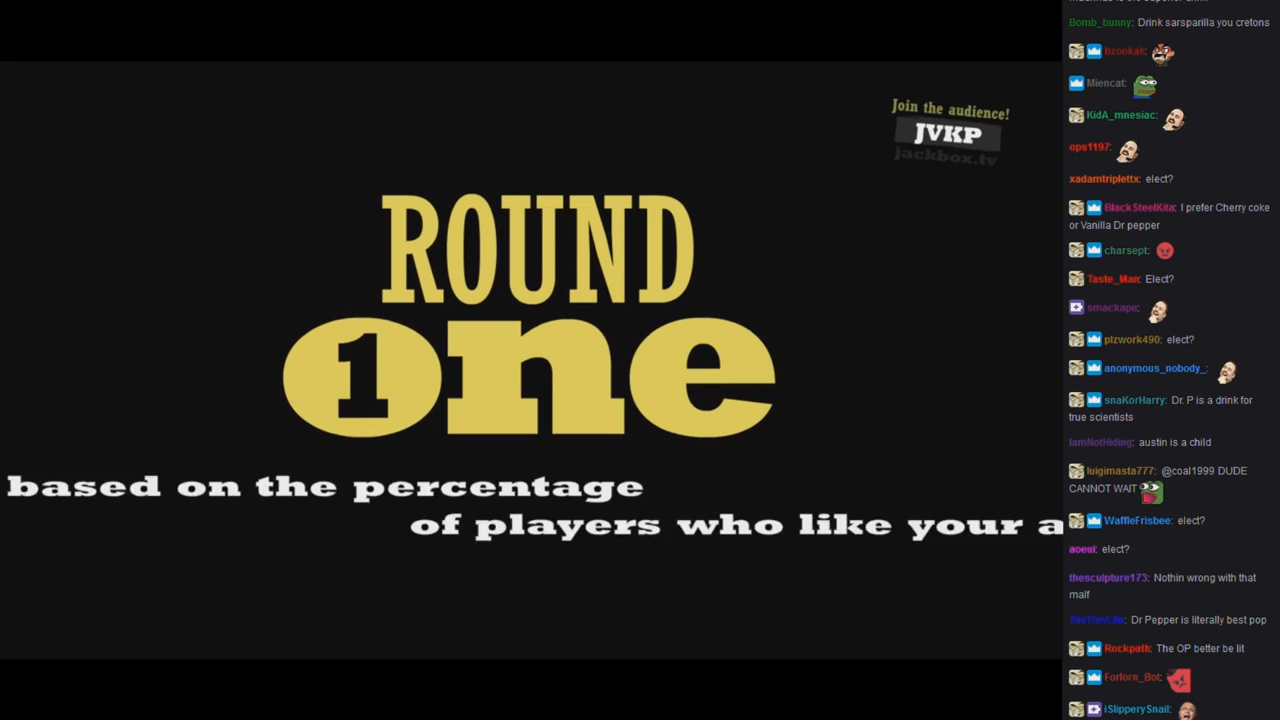 Join the audience!
JVKP
jackbox.tv
ROUND
1
one
based on the percentage
of players who like your a
Bomb_bunny: Drink sarsparilla you cretons
bzookah:
Miencat:
KidA_mnesiac:
ops1197:
xadamtriplettx: elect?
BlackSteelKita: I prefer Cherry coke
or Vanilla Dr pepper
charsept:
Taste_Man: Elect?
smackape:
plzwork490: elect?
anonymous_nobody_:
snaKorHarry: Dr. P is a drink for
true scientists
IamNotHiding: austin is a child
luigimasta777: @coal1999 DUDE
CANNOT WAIT
WaffleFrisbee: elect?
aoeui: elect?
thesculpture173: Nothin wrong with that
malf
Dr Pepper is literally best pop
Rockpath: The OP better be lit
Forlorn_Bot:
iSlipperySnail: